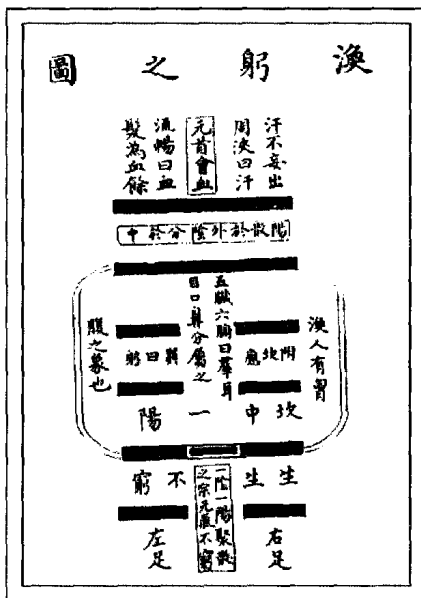 渙躬之圖
汗不妄出
周浹曰汗
元首會血
流暢曰血
髮為血餘
陽散於外陰分於中
五臟六腑曰羣耳
目口鼻分屬之
渙人有胃
腹之象也
坎
曰躬
坎中一陽
生生不窮
一陰一陽聚散
之宗元氣不窮
右足
左足